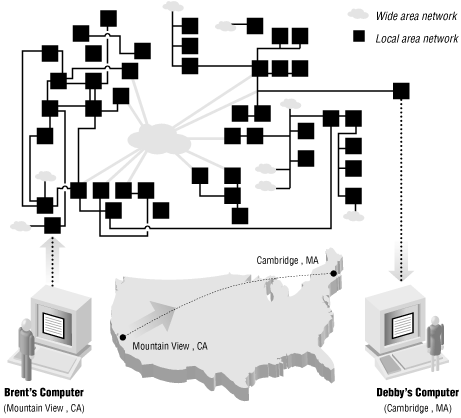 Wide area network
Local area network
Cambridge , MA
Mountain View , CA
Brent's Computer
(Mountain View , CA)
Debby's Computer
(Cambridge , MA)